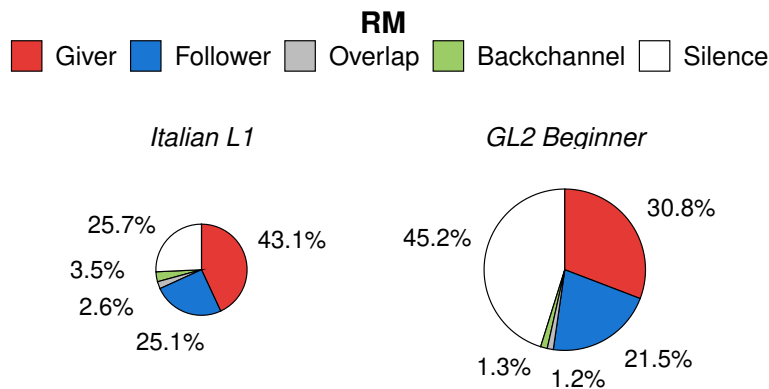 RM
Giver Follower Overlap Backchannel Silence
Italian L1 GL2 Beginner
25.7% 43.1% 3.5% 2.6% 25.1%
45.2% 30.8% 1.3% 1.2% 21.5%